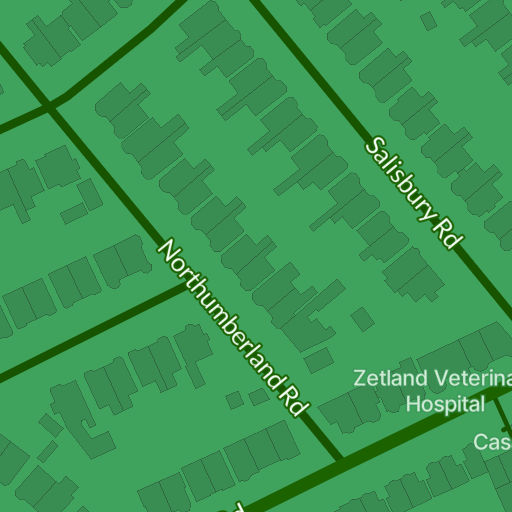 Salisbury Rd
Northumberland Rd
Zetland Veterina
Hospital
Cas